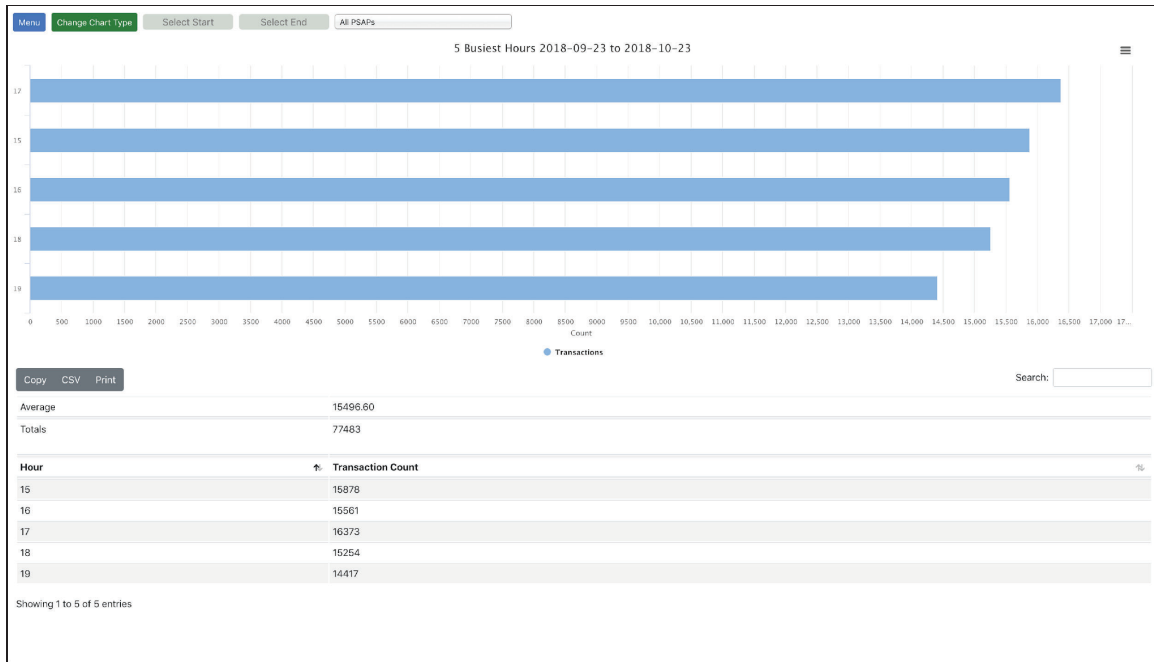 Menu Change Chart Type Select Start Select End All PSAPs
5 Busiest Hours 2018-09-23 to 2018-10-23
17
15
16
18
19
0 500 1000 1500 2000 2500 3000 3500 4000 4500 5000 5500 6000 6500 7000 7500 8000 8500 9000 9500 10,000 10,500 11,000 11,500 12,000 12,500 13,000 13,500 14,000 14,500 15,000 15,500 16,000 16,500 17,000 17...
Count
Transactions
Copy CSV Print Search:
Average 15496.60
Totals 77483
Hour Transaction Count
15 15878
16 15561
17 16373
18 15254
19 14417
Showing 1 to 5 of 5 entries